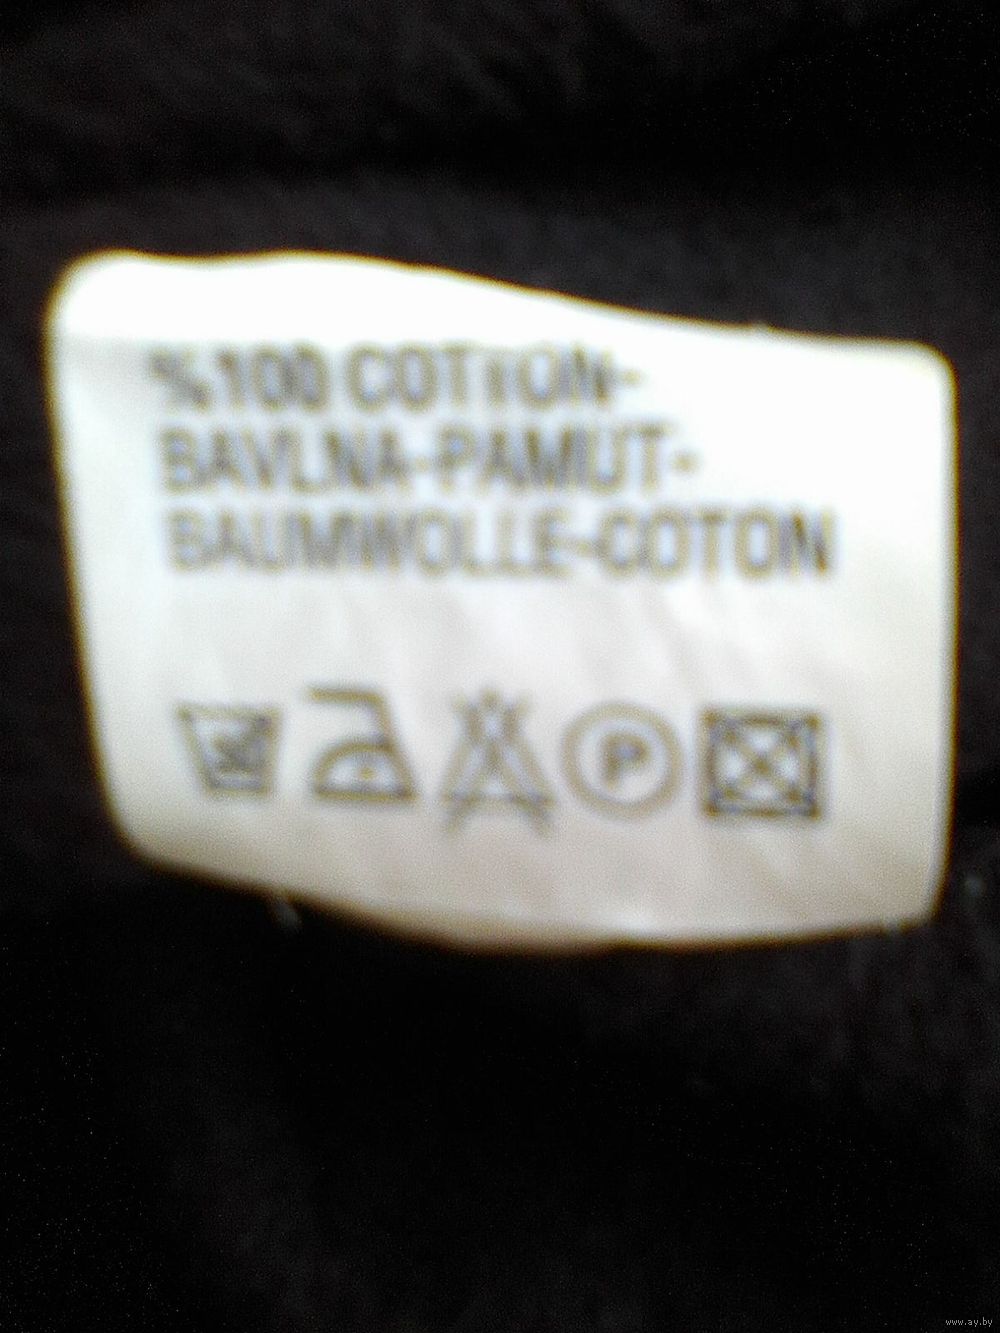 %100 COTTON-
BAVLNA-PAMUT-
BAUMWOLLE-COTON
P
www.ay.by